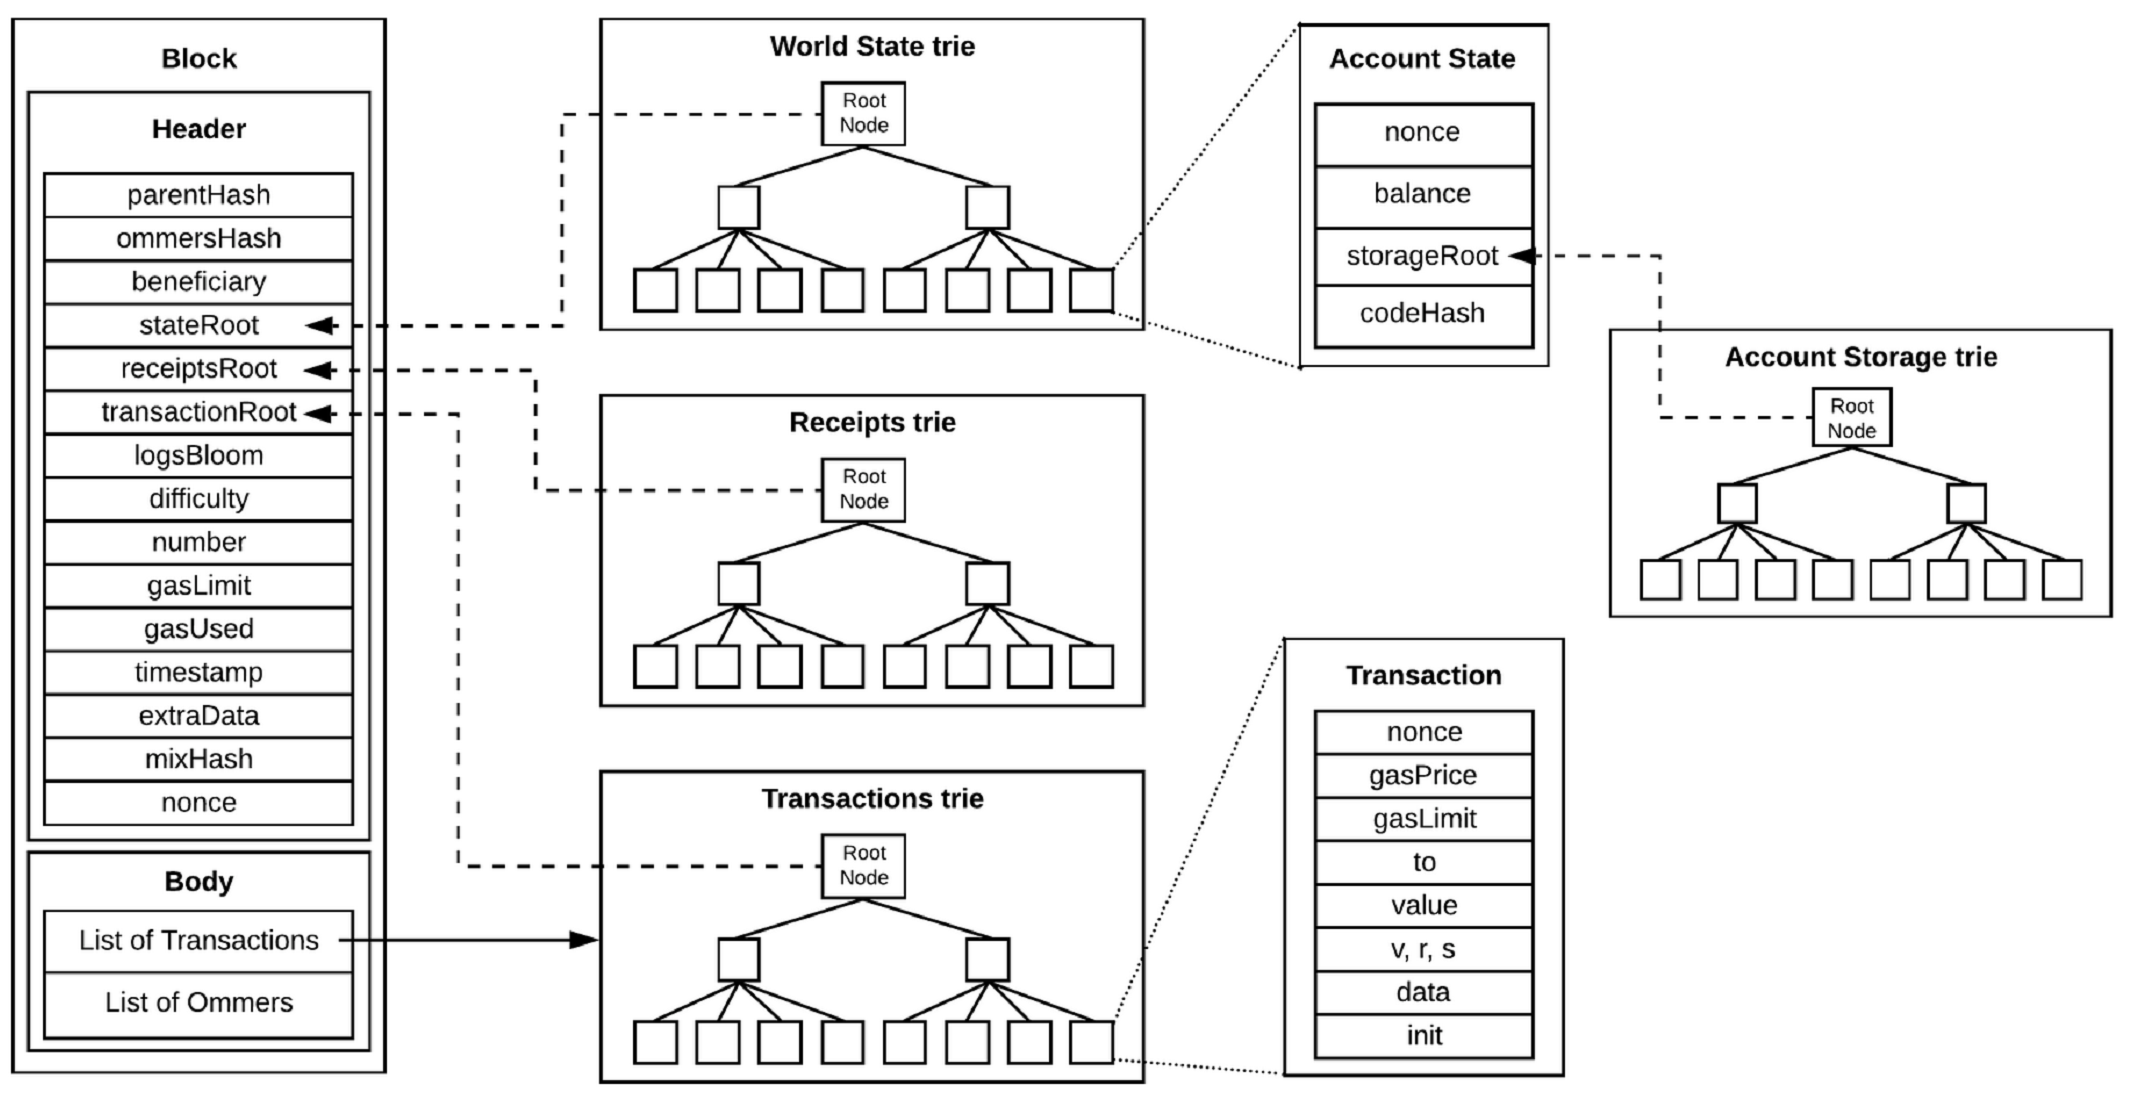 Block
Header
parentHash
ommersHash
beneficiary
stateRoot
receiptsRoot
transactionRoot
logsBloom
difficulty
number
gasLimit
gasUsed
timestamp
extraData
mixHash
nonce
Body
List of Transactions
List of Ommers
World State trie
Root
Node
Receipts trie
Root
Node
Transactions trie
Root
Node
Account State
nonce
balance
storageRoot
codeHash
Account Storage trie
Root
Node
Transaction
nonce
gasPrice
gasLimit
to
value
v, r, s
data
init